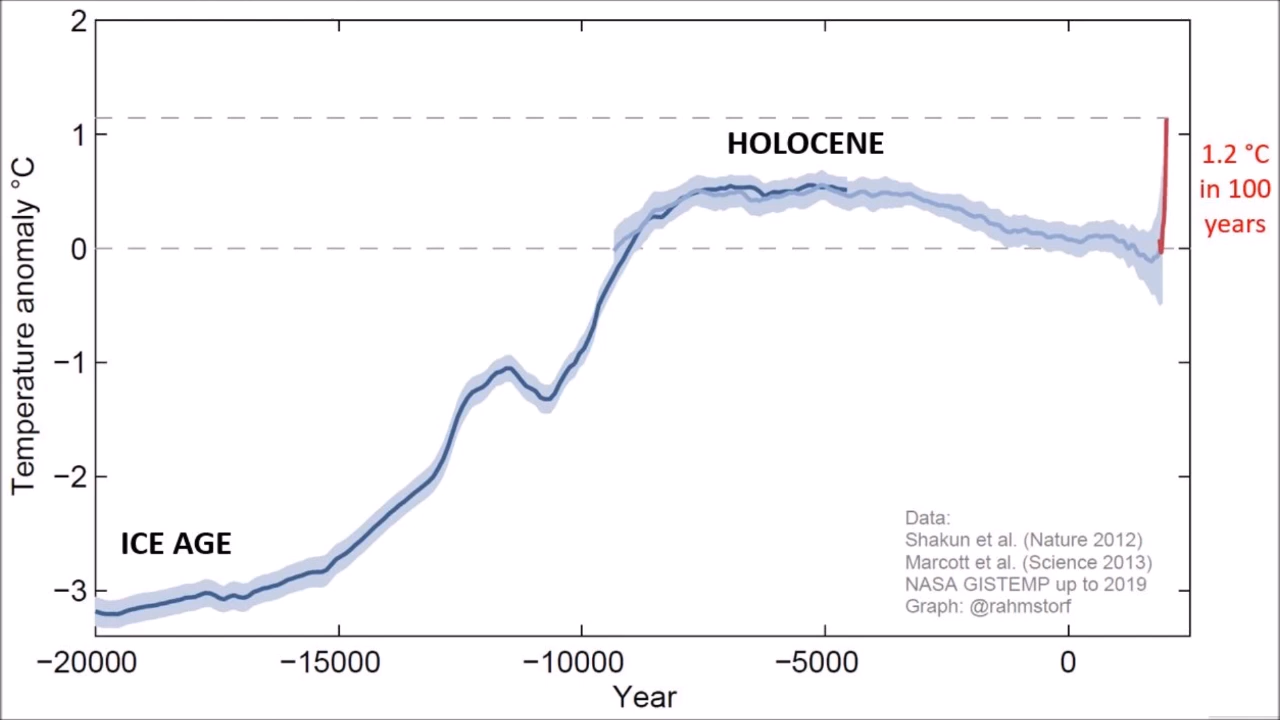 2
1
0
−1
−2
−3
Temperature anomaly °C
HOLOCENE
1.2 °C
in 100
years
ICE AGE
Data:
Shakun et al. (Nature 2012)
Marcott et al. (Science 2013)
NASA GISTEMP up to 2019
Graph: @rahmstorf
−20000 −15000 −10000 −5000 0
Year